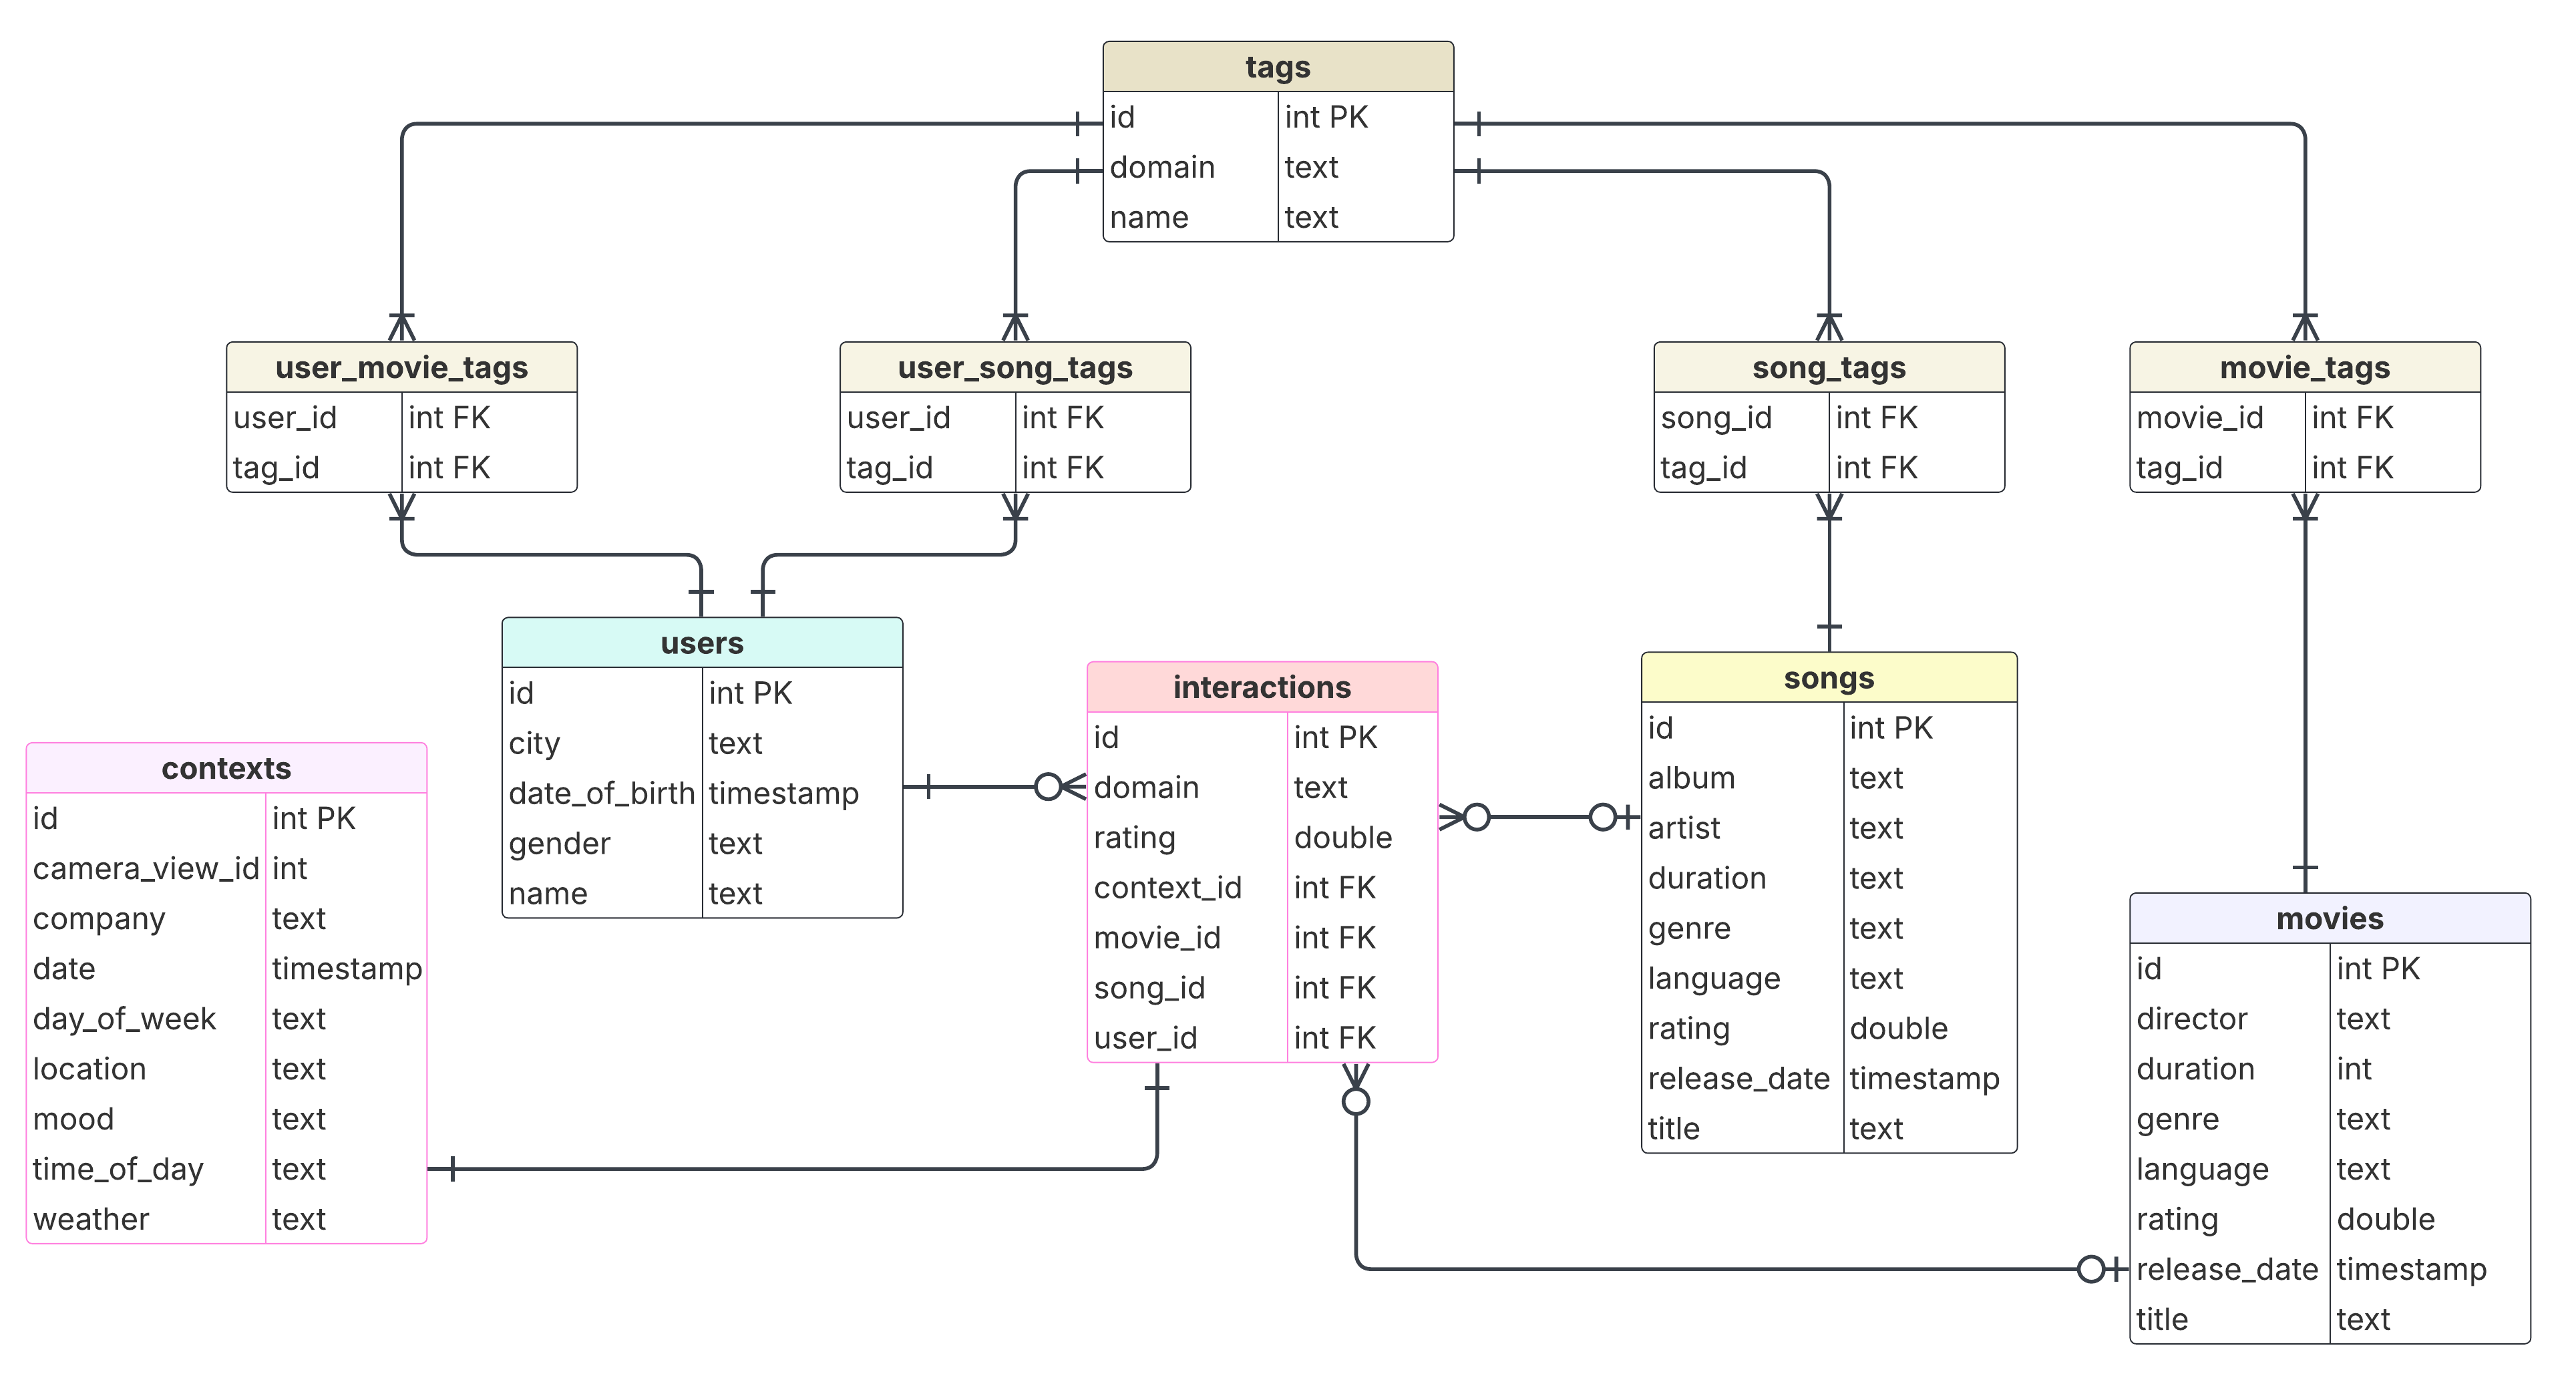 tags
id int PK
domain text
name text
user_movie_tags
user_id int FK
tag_id int FK
user_song_tags
user_id int FK
tag_id int FK
song_tags
song_id int FK
tag_id int FK
movie_tags
movie_id int FK
tag_id int FK
users
id int PK
city text
date_of_birth timestamp
gender text
name text
interactions
id int PK
domain text
rating double
context_id int FK
movie_id int FK
song_id int FK
user_id int FK
songs
id int PK
album text
artist text
duration text
genre text
language text
rating double
release_date timestamp
title text
contexts
id int PK
camera_view_id int
company text
date timestamp
day_of_week text
location text
mood text
time_of_day text
weather text
movies
id int PK
director text
duration int
genre text
language text
rating double
release_date timestamp
title text